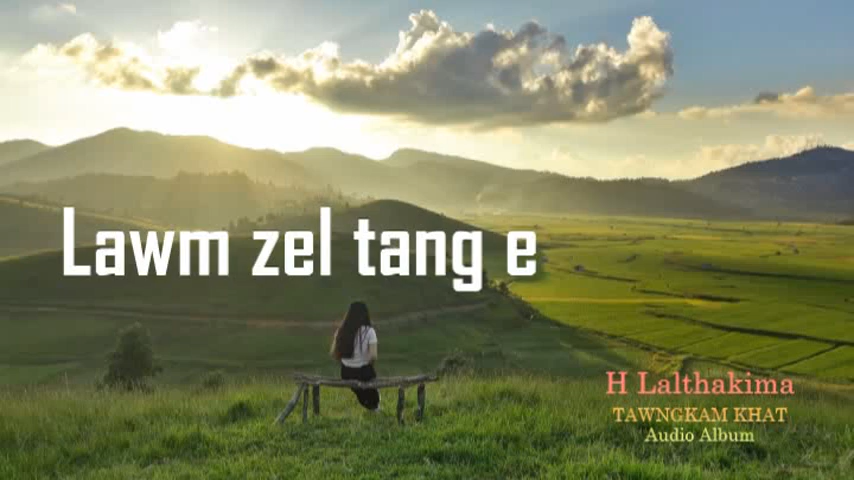 Lawm zel tang e
H Lalthakima
TAWNGKAM KHAT
Audio Album